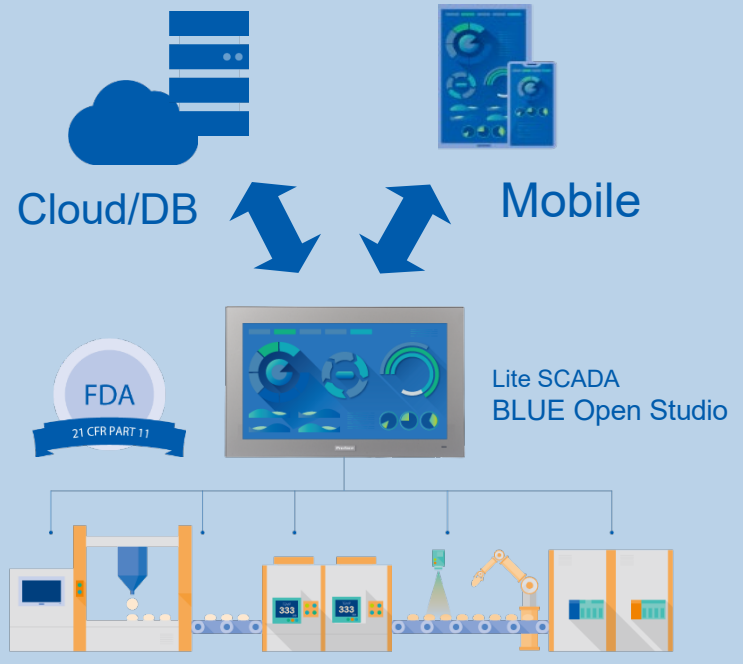 Cloud/DB
Mobile
FDA
21 CFR PART 11
Lite SCADA
BLUE Open Studio
333
333